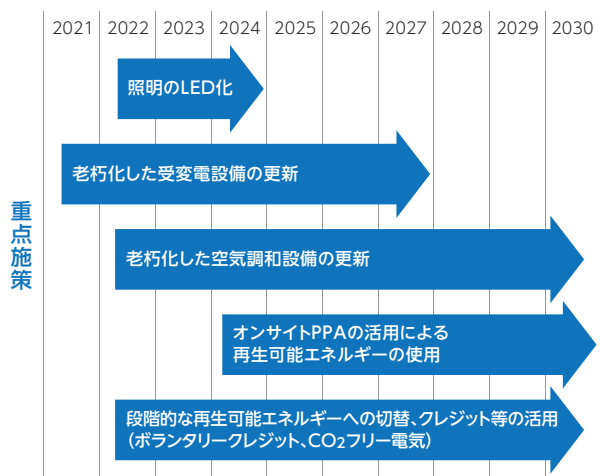 2021 2022 2023 2024 2025 2026 2027 2028 2029 2030
重点施策
照明のLED化
老朽化した受変電設備の更新
老朽化した空気調和設備の更新
オンサイトPPAの活用による
再生可能エネルギーの使用
段階的な再生可能エネルギーへの切替、クレジット等の活用
（ボランタリークレジット、CO₂フリー電気）